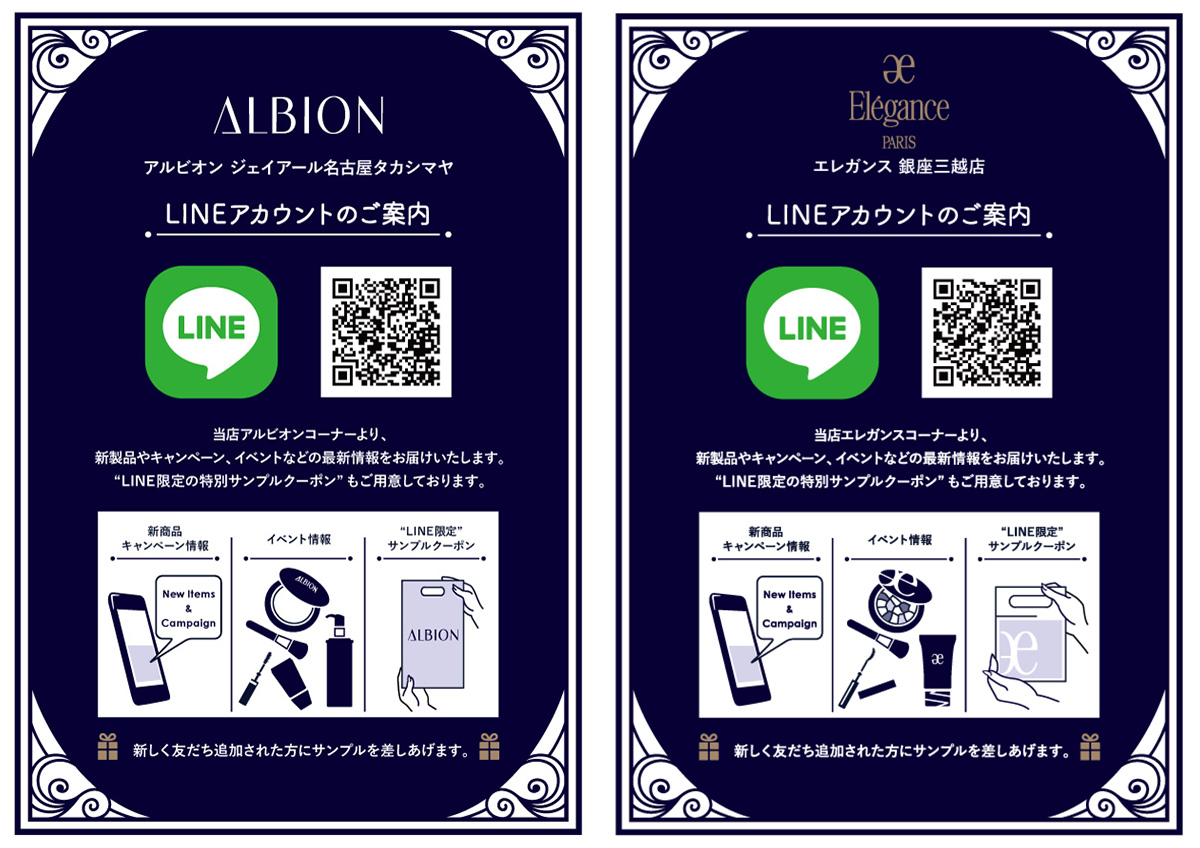 ALBION
アルビオン ジェイアール名古屋タカシマヤ
LINEアカウントのご案内
LINE
当店アルビオンコーナーより、
新製品やキャンペーン、イベントなどの最新情報をお届けいたします。
“LINE限定の特別サンプルクーポン” もご用意しております。
新商品
キャンペーン情報
New Items
&
Campaign
イベント情報
ALBION
“LINE限定”
サンプルクーポン
ALBION
新しく友だち追加された方にサンプルを差しあげます。
æ
Elégance
PARIS
エレガンス 銀座三越店
LINEアカウントのご案内
LINE
当店エレガンスコーナーより、
新製品やキャンペーン、イベントなどの最新情報をお届けいたします。
“LINE限定の特別サンプルクーポン” もご用意しております。
新商品
キャンペーン情報
New Items
&
Campaign
イベント情報
æ
æ
“LINE限定”
サンプルクーポン
æ
新しく友だち追加された方にサンプルを差しあげます。